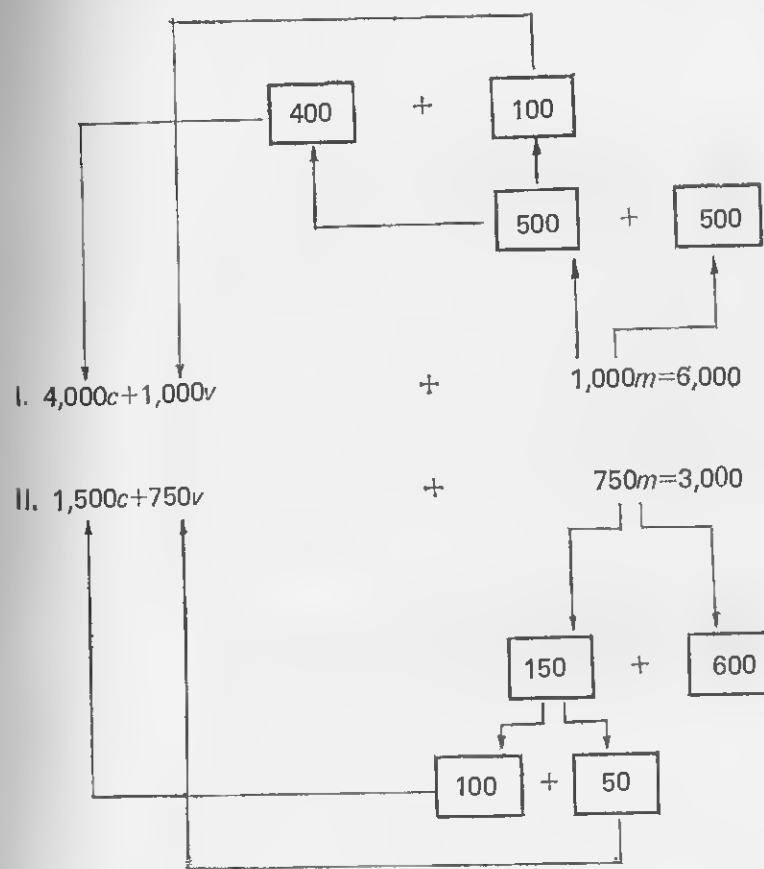 400 + 100
500 + 500
I. 4,000c+1,000v + 1,000m=6,000
II. 1,500c+750v + 750m=3,000
150 + 600
100 + 50